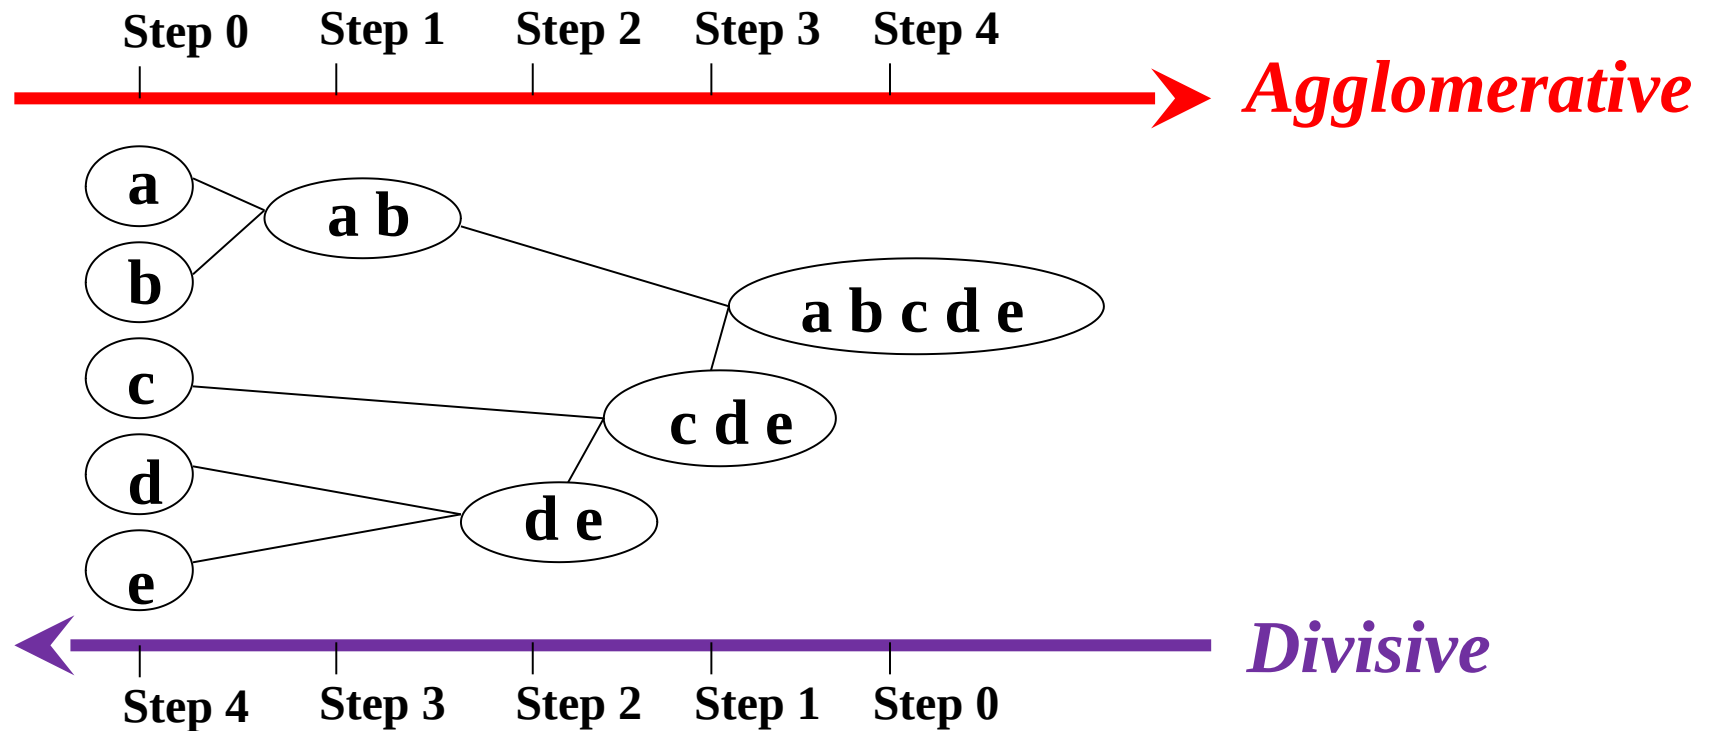 Step 0 Step 1 Step 2 Step 3 Step 4
Agglomerative
a
a b
b
a b c d e
c
c d e
d
d e
e
Divisive
Step 4 Step 3 Step 2 Step 1 Step 0